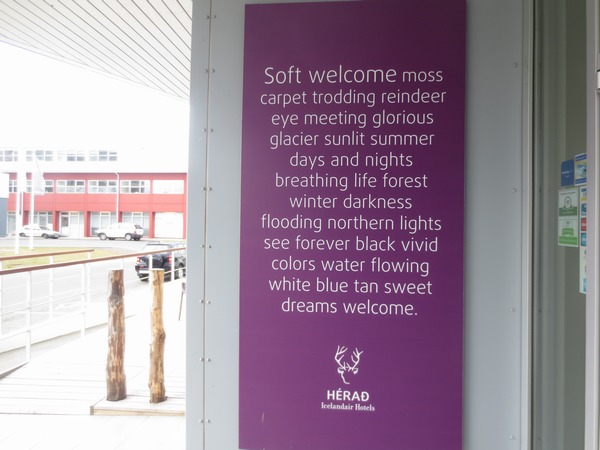 Soft welcome moss
carpet trodding reindeer
eye meeting glorious
glacier sunlit summer
days and nights
breathing life forest
winter darkness
flooding northern lights
see forever black vivid
colors water flowing
white blue tan sweet
dreams welcome.
HÉRAÐ
Icelandair Hotels